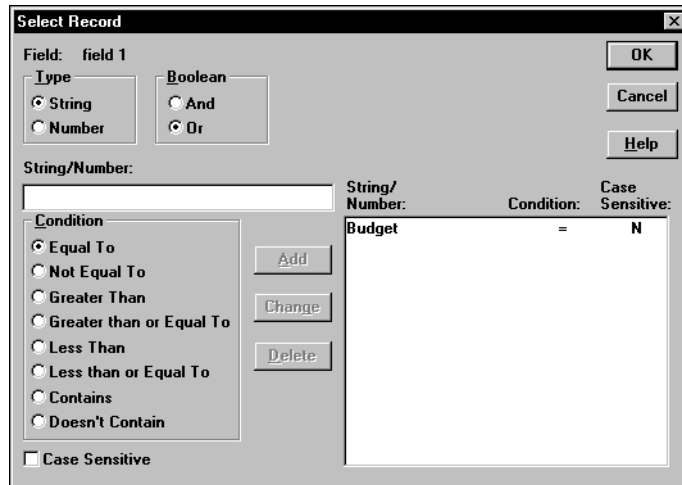 Select Record
Field: field 1
Type
String
Number
Boolean
And
Or
OK
Cancel
Help
String/Number:
Condition
Equal To
Not Equal To
Greater Than
Greater than or Equal To
Less Than
Less than or Equal To
Contains
Doesn't Contain
Case Sensitive
Add
Change
Delete
String/
Number: Condition: Case
Sensitive:
Budget = N